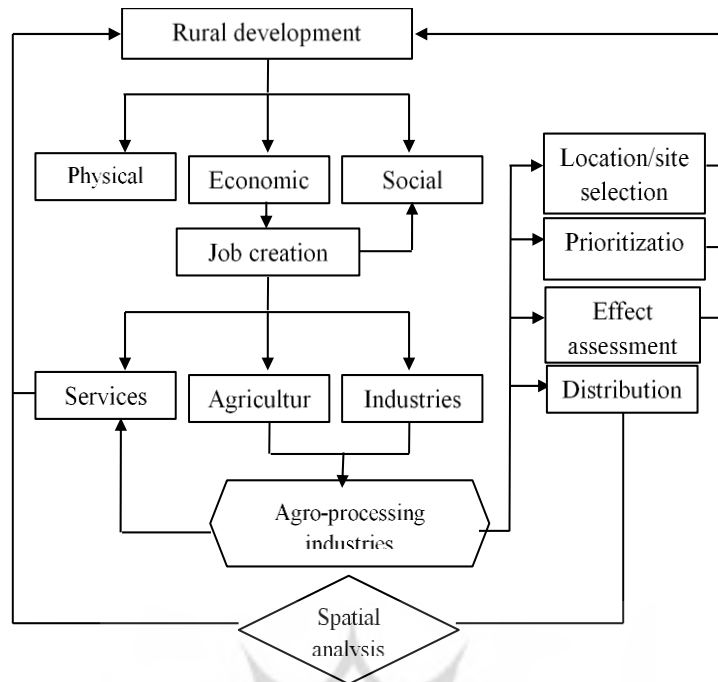 Rural development
Physical
Economic
Social
Location/site
selection
Prioritizatio
Job creation
Effect
assessment
Services
Agricultur
Industries
Distribution
Agro-processing
industries
Spatial
analysis